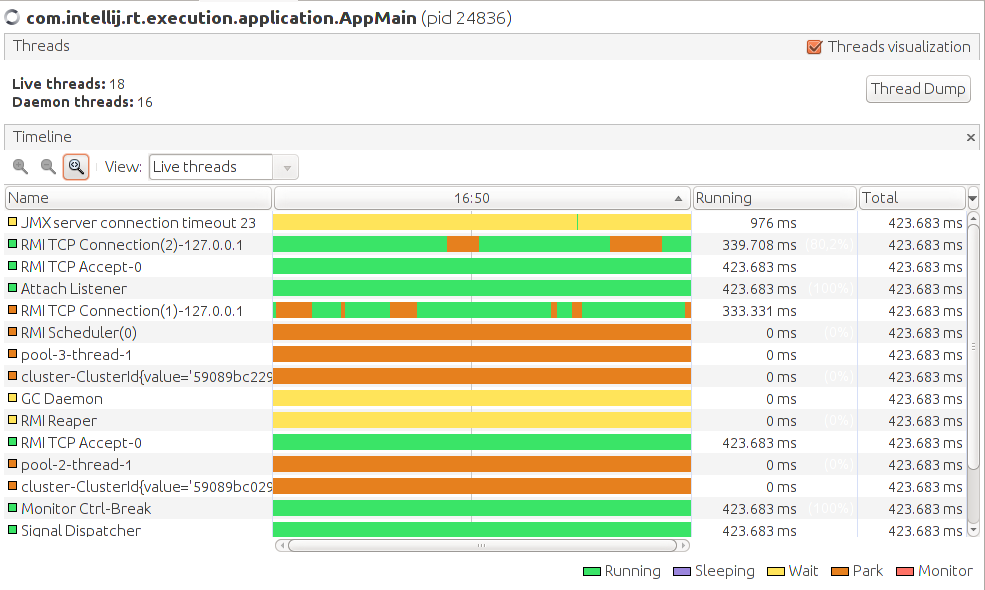 com.intellij.rt.execution.application.AppMain (pid 24836)
Threads
Threads visualization
Live threads: 18
Daemon threads: 16
Thread Dump
Timeline
View: Live threads
Name 16:50 Running Total
JMX server connection timeout 23 976 ms 423.683 ms
RMI TCP Connection(2)-127.0.0.1 339.708 ms (80,2%) 423.683 ms
RMI TCP Accept-0 423.683 ms 423.683 ms
Attach Listener 423.683 ms (100%) 423.683 ms
RMI TCP Connection(1)-127.0.0.1 333.331 ms 423.683 ms
RMI Scheduler(0) 0 ms (0%) 423.683 ms
pool-3-thread-1 0 ms 423.683 ms
cluster-ClusterId{value='59089bc229 0 ms (0%) 423.683 ms
GC Daemon 0 ms 423.683 ms
RMI Reaper 0 ms (0%) 423.683 ms
RMI TCP Accept-0 423.683 ms 423.683 ms
pool-2-thread-1 0 ms (0%) 423.683 ms
cluster-ClusterId{value='59089bc029 0 ms 423.683 ms
Monitor Ctrl-Break 423.683 ms (100%) 423.683 ms
Signal Dispatcher 423.683 ms 423.683 ms
Running Sleeping Wait Park Monitor